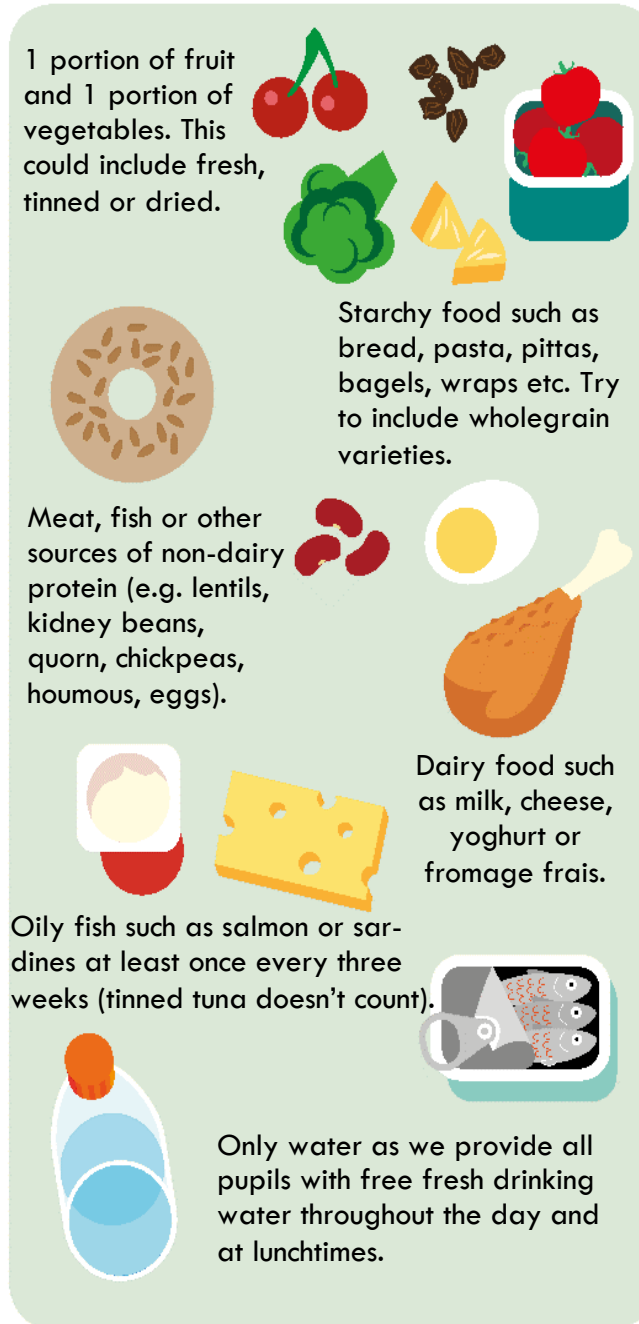 1 portion of fruit
and 1 portion of
vegetables. This
could include fresh,
tinned or dried.
Starchy food such as
bread, pasta, pittas,
bagels, wraps etc. Try
to include wholegrain
varieties.
Meat, fish or other
sources of non-dairy
protein (e.g. lentils,
kidney beans,
quorn, chickpeas,
houmous, eggs).
Dairy food such
as milk, cheese,
yoghurt or
fromage frais.
Oily fish such as salmon or sar-
dines at least once every three
weeks (tinned tuna doesn't count).
Only water as we provide all
pupils with free fresh drinking
water throughout the day and
at lunchtimes.